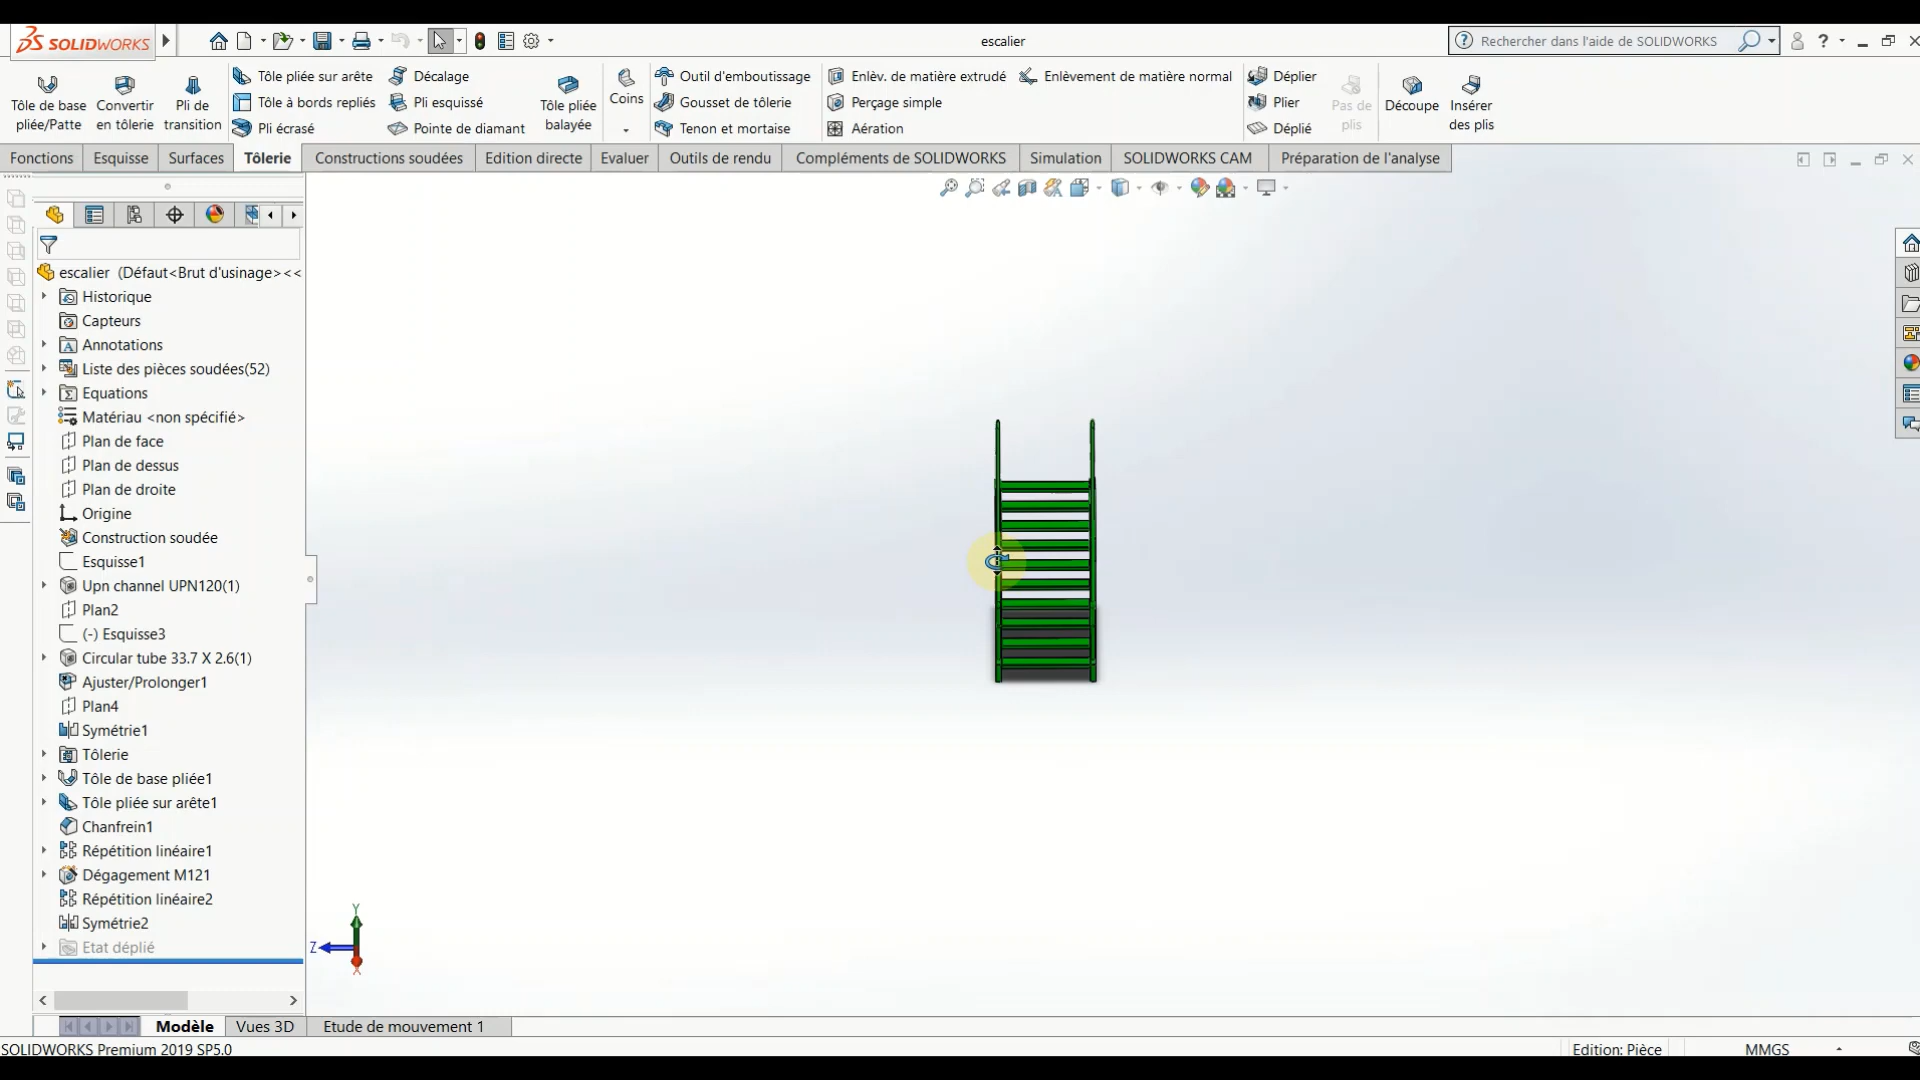 SOLIDWORKS
escalier
Rechercher dans l'aide de SOLIDWORKS
Tôle de base pliée/Patte
Convertir en tôlerie
Pli de transition
Tôle pliée sur arête
Tôle à bords repliés
Pli écrasé
Décalage
Pli esquissé
Pointe de diamant
Tôle pliée balayée
Coins
Outil d'emboutissage
Gousset de tôlerie
Tenon et mortaise
Enlèv. de matière extrudé
Perçage simple
Aération
Enlèvement de matière normal
Déplier
Plier
Déplié
Pas de plis
Découpe
Insérer des plis
Fonctions
Esquisse
Surfaces
Tôlerie
Constructions soudées
Edition directe
Evaluer
Outils de rendu
Compléments de SOLIDWORKS
Simulation
SOLIDWORKS CAM
Préparation de l'analyse
escalier (Défaut<Brut d'usinage><<
Historique
Capteurs
Annotations
Liste des pièces soudées(52)
Equations
Matériau <non spécifié>
Plan de face
Plan de dessus
Plan de droite
Origine
Construction soudée
Esquisse1
Upn channel UPN120(1)
Plan2
(-) Esquisse3
Circular tube 33.7 X 2.6(1)
Ajuster/Prolonger1
Plan4
Symétrie1
Tôlerie
Tôle de base pliée1
Tôle pliée sur arête1
Chanfrein1
Répétition linéaire1
Dégagement M121
Répétition linéaire2
Symétrie2
Etat déplié
Y
Z
X
Modèle
Vues 3D
Etude de mouvement 1
SOLIDWORKS Premium 2019 SP5.0
Edition: Pièce
MMGS